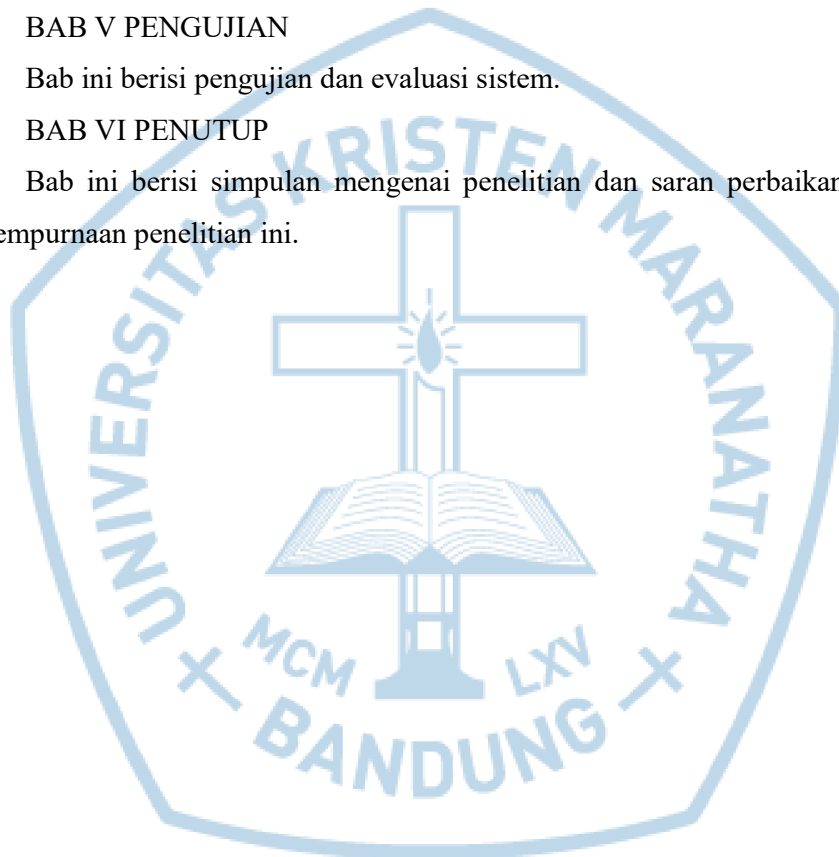 BAB V PENGUJIAN
Bab ini berisi pengujian dan evaluasi sistem.
BAB VI PENUTUP
Bab ini berisi simpulan mengenai penelitian dan saran perbaikan
empurnaan penelitian ini.
UNIVERSITAS KRISTEN MARANATHA
MCM LXV
BANDUNG